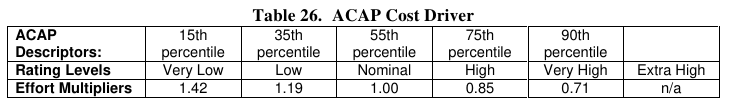 Table 26. ACAP Cost Driver
ACAP 15th 35th 55th 75th 90th
Descriptors: percentile percentile percentile percentile percentile
Rating Levels Very Low Low Nominal High Very High Extra High
Effort Multipliers 1.42 1.19 1.00 0.85 0.71 n/a